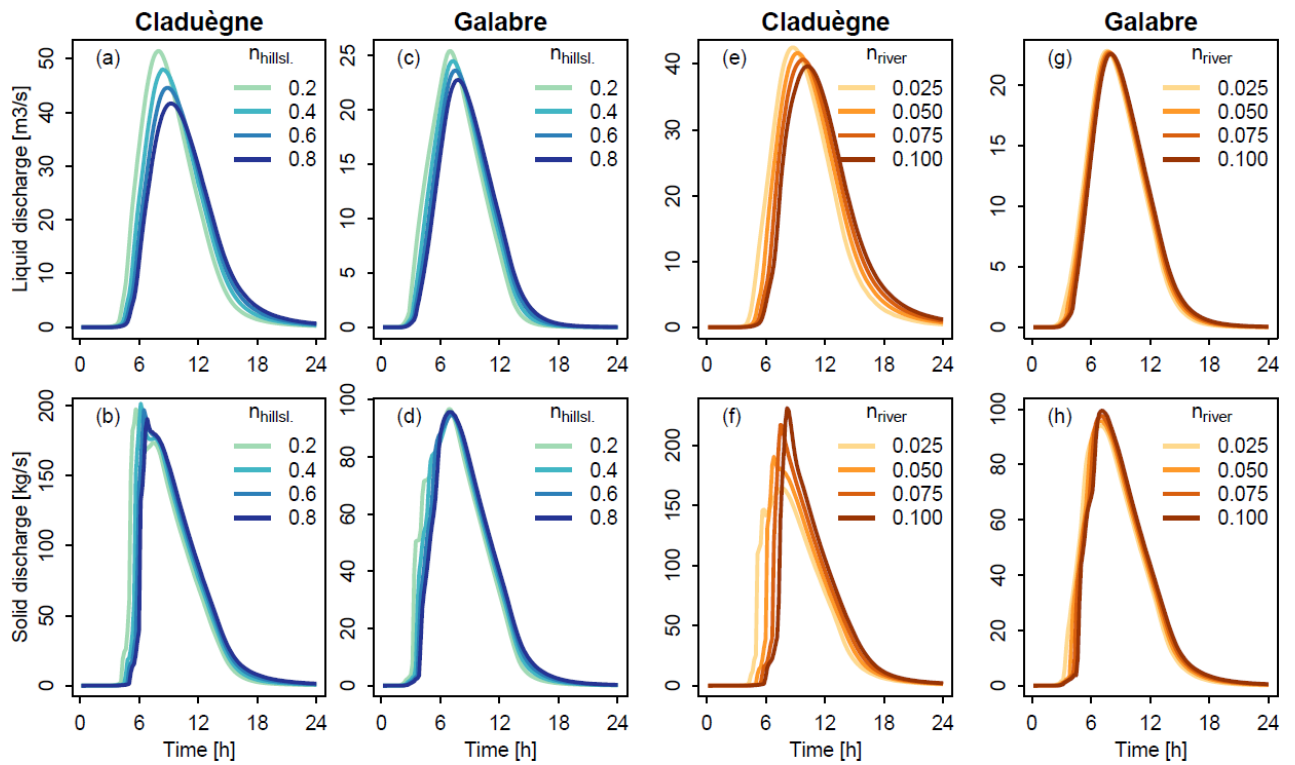 Claduègne
Galabre
Claduègne
Galabre
Liquid discharge [m3/s]
(a)
n hillsl.
0.2
0.4
0.6
0.8
0
10
20
30
40
50
0 6 12 18 24
(c)
n hillsl.
0.2
0.4
0.6
0.8
0
5
10
15
20
25
0 6 12 18 24
(e)
n river
0.025
0.050
0.075
0.100
0
10
20
30
40
0 6 12 18 24
(g)
n river
0.025
0.050
0.075
0.100
0
5
10
15
20
0 6 12 18 24
Solid discharge [kg/s]
(b)
n hillsl.
0.2
0.4
0.6
0.8
0
50
100
150
200
0 6 12 18 24
Time [h]
(d)
n hillsl.
0.2
0.4
0.6
0.8
0
20
40
60
80
100
0 6 12 18 24
Time [h]
(f)
n river
0.025
0.050
0.075
0.100
0
50
100
150
200
0 6 12 18 24
Time [h]
(h)
n river
0.025
0.050
0.075
0.100
0
20
40
60
80
100
0 6 12 18 24
Time [h]